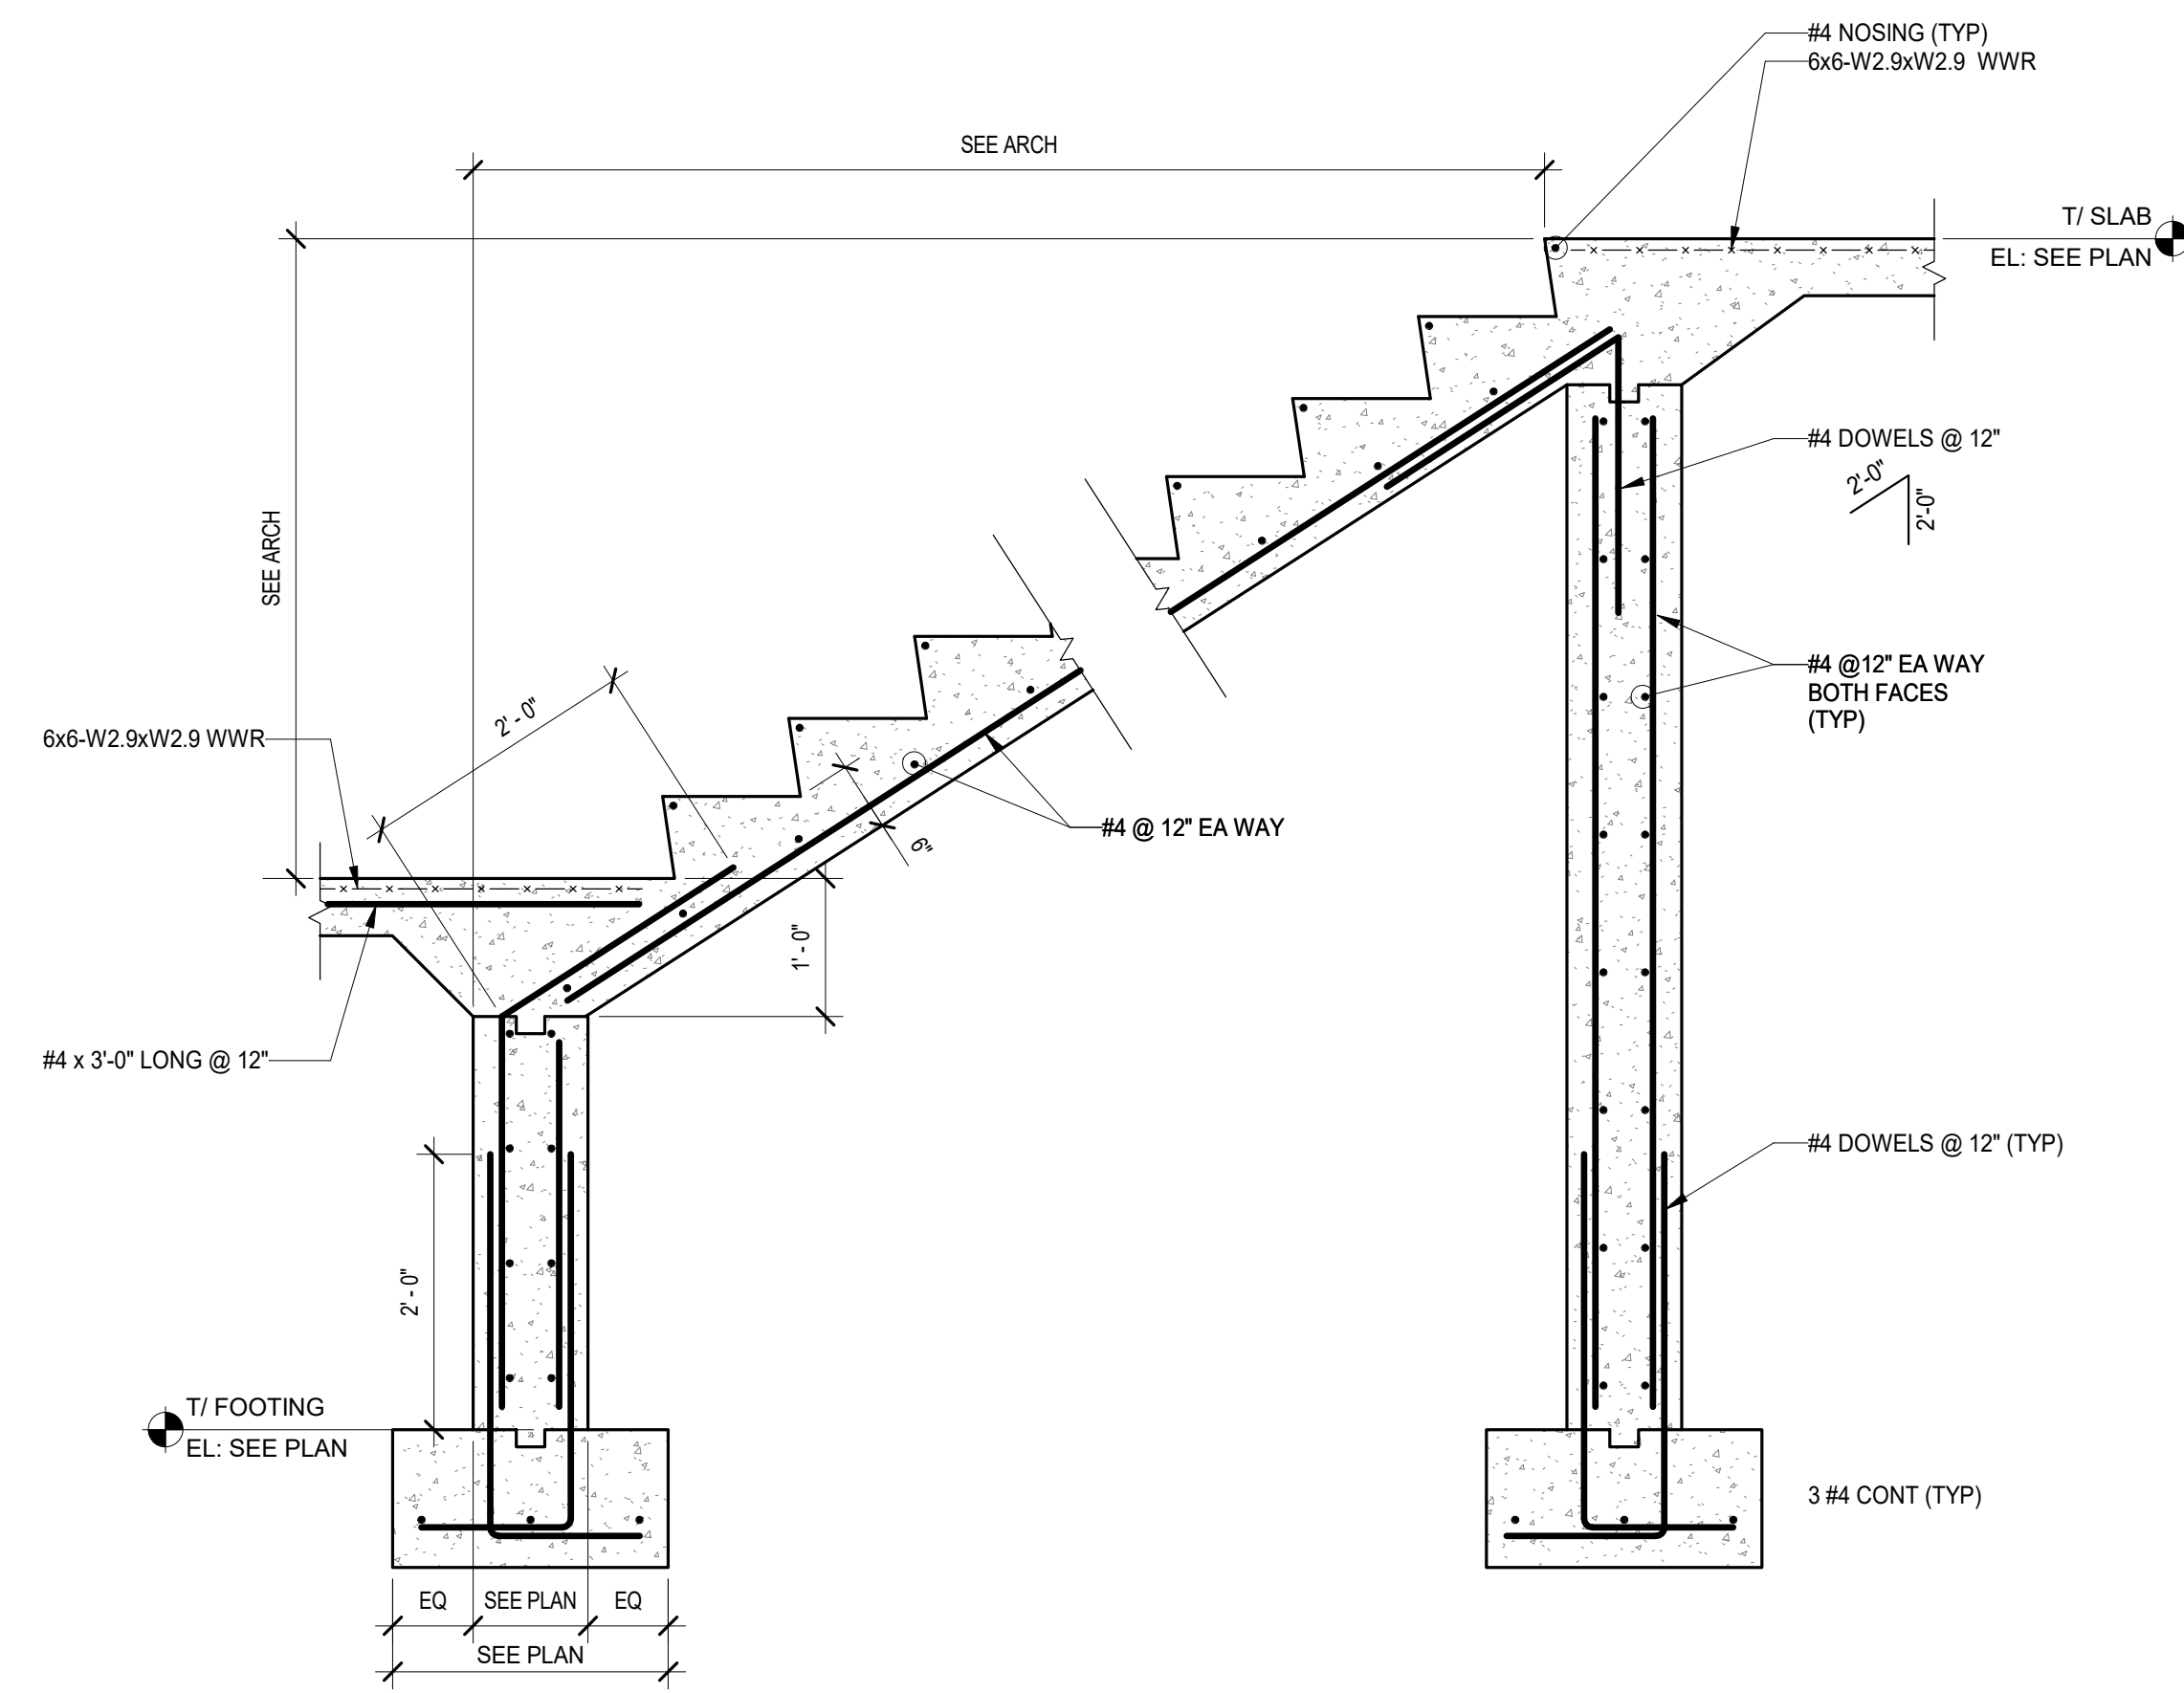 #4 NOSING (TYP)
6x6-W2.9xW2.9 WWR
SEE ARCH
T/ SLAB
EL: SEE PLAN
#4 DOWELS @ 12"
2'-0"
2'-0"
SEE ARCH
#4 @12" EA WAY
BOTH FACES
(TYP)
2' - 0"
6x6-W2.9xW2.9 WWR
#4 @ 12" EA WAY
6"
1' - 0"
#4 x 3'-0" LONG @ 12"
#4 DOWELS @ 12" (TYP)
2' - 0"
T/ FOOTING
EL: SEE PLAN
3 #4 CONT (TYP)
EQ
SEE PLAN
EQ
SEE PLAN